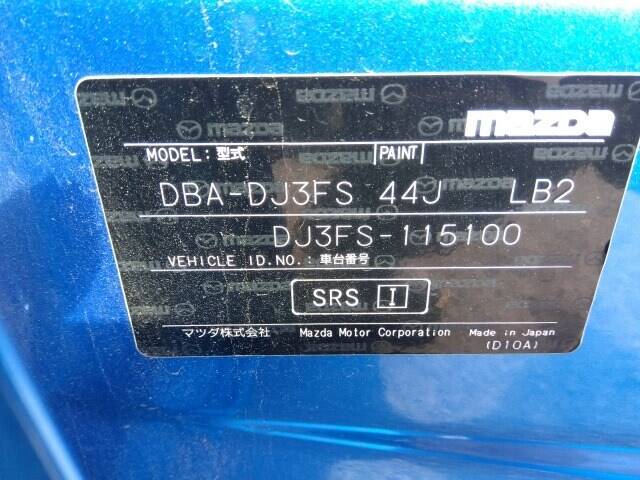 mazda
MODEL: 型式 PAINT
DBA-DJ3FS 44J LB2
DJ3FS-115100
VEHICLE ID.NO.: 車台番号
SRS I
マツダ株式会社 Mazda Motor Corporation Made in Japan
(D10A)